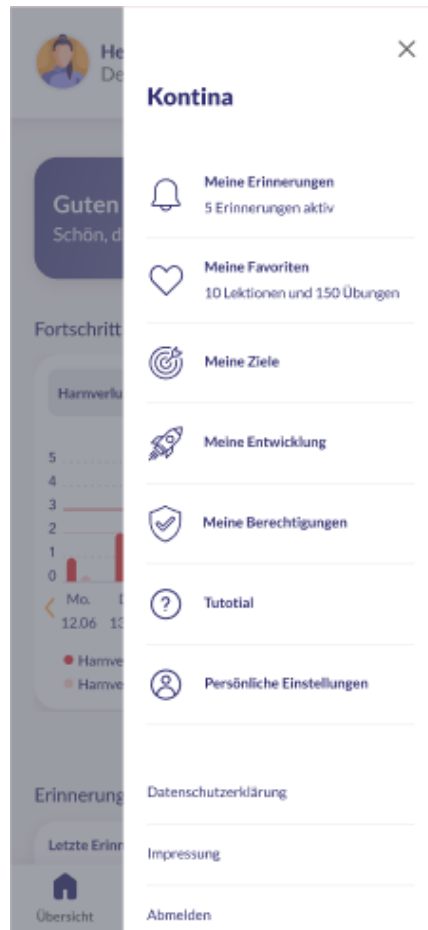 He
De
Kontina
Meine Erinnerungen
5 Erinnerungen aktiv
Meine Favoriten
10 Lektionen und 150 Übungen
Meine Ziele
Meine Entwicklung
Meine Berechtigungen
Tutotial
Persönliche Einstellungen
Datenschutzerklärung
Impressung
Abmelden
Guten
Schön, d
Fortschritt
Harnverlu
5
4
3
2
1
0
Mo.
12.06 13
Harnve
Harnve
Erinnerung
Letzte Erinn
Übersicht